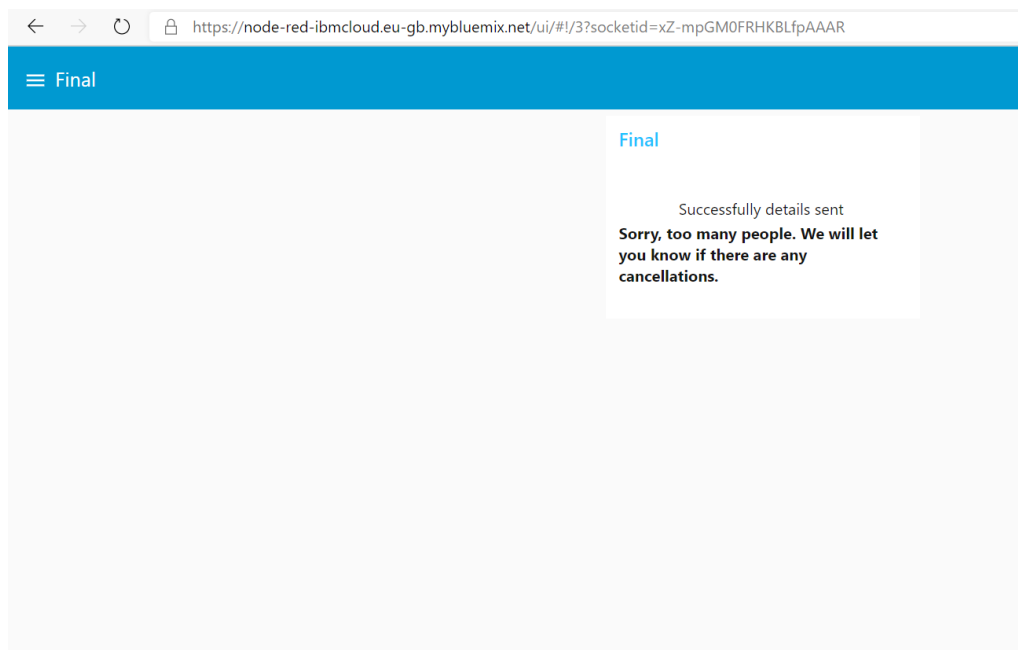 https://node-red-ibmcloud.eu-gb.mybluemix.net/ui/#!/3?socketid=xZ-mpGM0FRHKBLfpAAAR
Final
Final
Successfully details sent
Sorry, too many people. We will let
you know if there are any
cancellations.